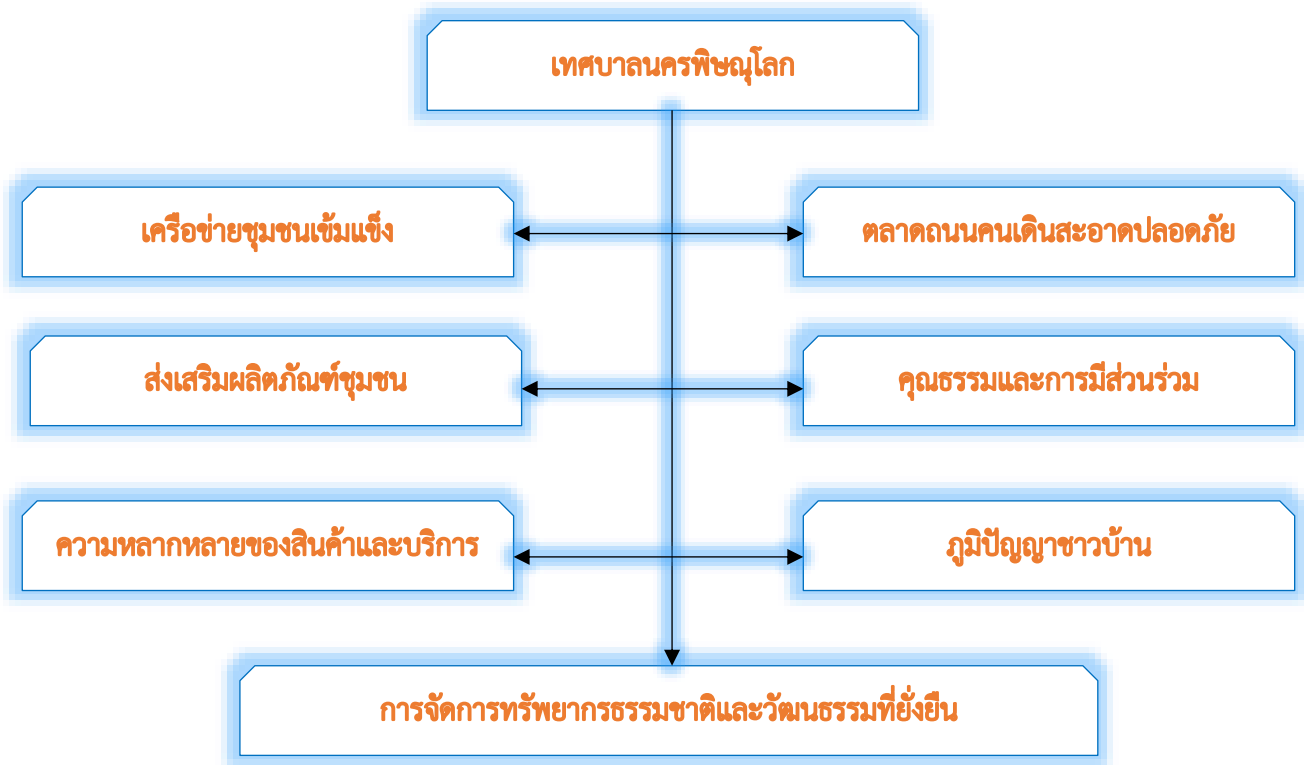 เทศบาลนครพิษณุโลก
เครือข่ายชุมชนเข้มแข็ง
ตลาดถนนคนเดินสะอาดปลอดภัย
ส่งเสริมผลิตภัณฑ์ชุมชน
คุณธรรมและการมีส่วนร่วม
ความหลากหลายของสินค้าและบริการ
ภูมิปัญญาชาวบ้าน
การจัดการทรัพยากรธรรมชาติและวัฒนธรรมที่ยั่งยืน